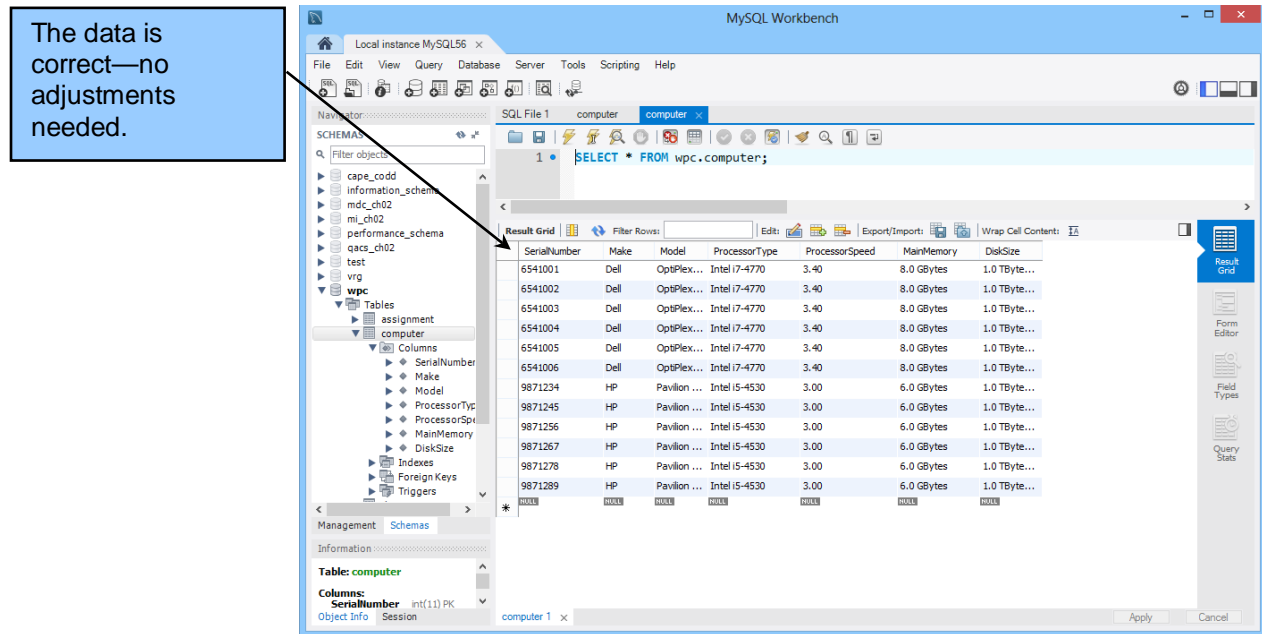 The data is
correct—no
adjustments
needed.
MySQL Workbench
Local instance MySQL56
File Edit View Query Database Server Tools Scripting Help
Navigator
SQL File 1 computer computer
SCHEMAS
Filter objects
1 SELECT * FROM wpc.computer;
cape_codd
information_schema
mdc_ch02
mi_ch02
performance_schema
qacs_ch02
test
vrg
wpc
Tables
assignment
computer
Columns
SerialNumber
Make
Model
ProcessorTyp
ProcessorSpe
MainMemory
DiskSize
Indexes
Foreign Keys
Triggers
Management Schemas
Information
Table: computer
Columns:
SerialNumber int(11) PK
Object Info Session
Result Grid Filter Rows: Edit: Export/Import: Wrap Cell Content:
SerialNumber Make Model ProcessorType ProcessorSpeed MainMemory DiskSize
6541001 Dell OptiPlex... Intel i7-4770 3.40 8.0 GBytes 1.0 TByte...
6541002 Dell OptiPlex... Intel i7-4770 3.40 8.0 GBytes 1.0 TByte...
6541003 Dell OptiPlex... Intel i7-4770 3.40 8.0 GBytes 1.0 TByte...
6541004 Dell OptiPlex... Intel i7-4770 3.40 8.0 GBytes 1.0 TByte...
6541005 Dell OptiPlex... Intel i7-4770 3.40 8.0 GBytes 1.0 TByte...
6541006 Dell OptiPlex... Intel i7-4770 3.40 8.0 GBytes 1.0 TByte...
9871234 HP Pavilion ... Intel i5-4530 3.00 6.0 GBytes 1.0 TByte...
9871245 HP Pavilion ... Intel i5-4530 3.00 6.0 GBytes 1.0 TByte...
9871256 HP Pavilion ... Intel i5-4530 3.00 6.0 GBytes 1.0 TByte...
9871267 HP Pavilion ... Intel i5-4530 3.00 6.0 GBytes 1.0 TByte...
9871278 HP Pavilion ... Intel i5-4530 3.00 6.0 GBytes 1.0 TByte...
9871289 HP Pavilion ... Intel i5-4530 3.00 6.0 GBytes 1.0 TByte...
* NULL NULL NULL NULL NULL NULL NULL
Result
Grid
Form
Editor
Field
Types
Query
Stats
computer 1
Apply Cancel